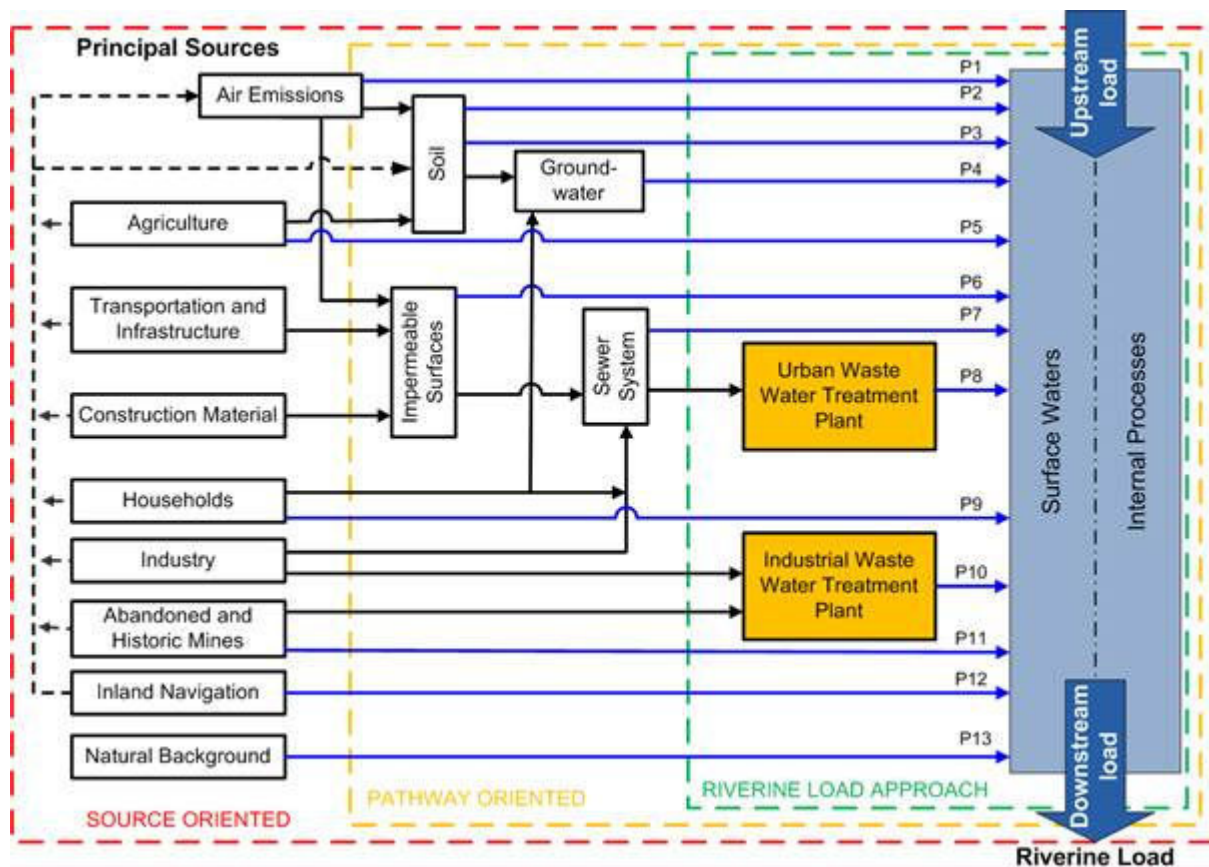 Principal Sources
Air Emissions
Agriculture
Transportation and
Infrastructure
Construction Material
Households
Industry
Abandoned and
Historic Mines
Inland Navigation
Natural Background
SOURCE ORIENTED
Soil
Ground-
water
Impermeable
Surfaces
Sewer
System
PATHWAY ORIENTED
Urban Waste
Water Treatment
Plant
Industrial Waste
Water Treatment
Plant
RIVERINE LOAD APPROACH
P1
P2
P3
P4
P5
P6
P7
P8
P9
P10
P11
P12
P13
Upstream
load
Surface Waters
Internal Processes
Downstream
load
Riverine Load